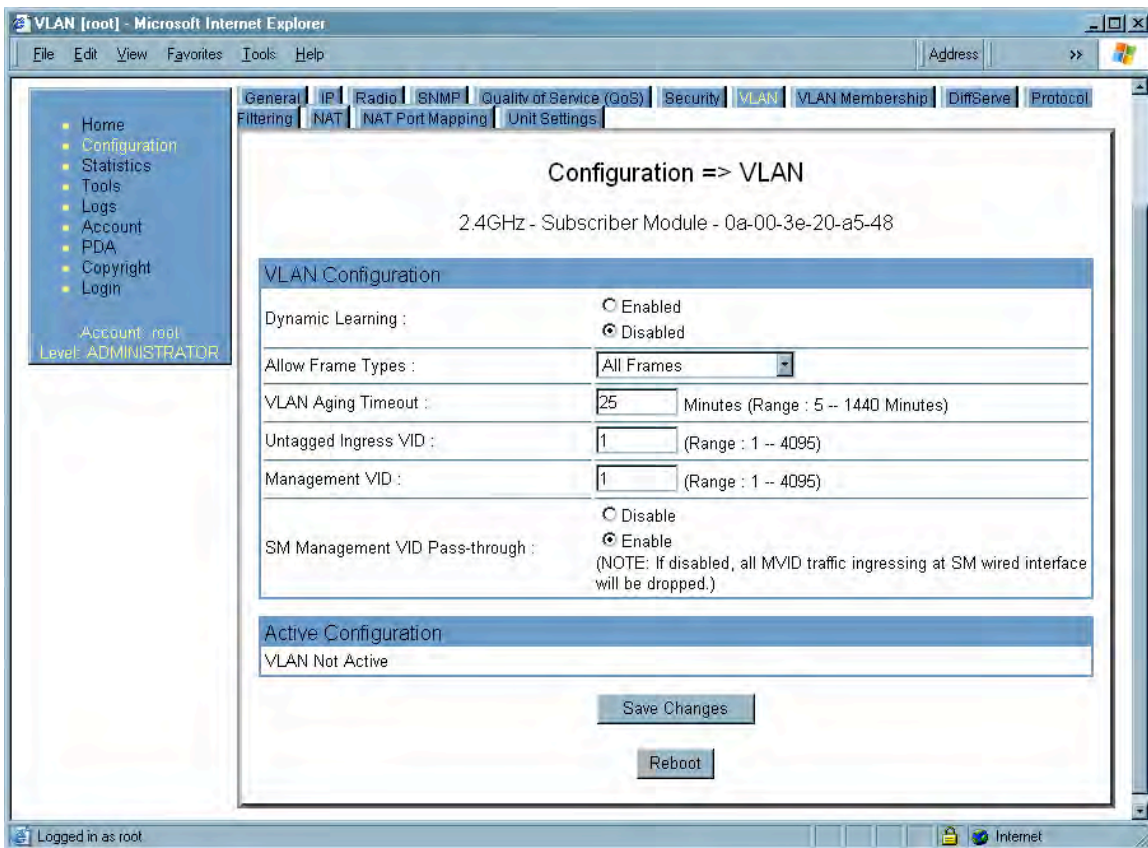 VLAN [root] - Microsoft Internet Explorer
File Edit View Favorites Tools Help Address »
General IP Radio SNMP Quality of Service (QoS) Security VLAN VLAN Membership DiffServe Protocol
Filtering NAT NAT Port Mapping Unit Settings
Home
Configuration
Statistics
Tools
Logs
Account
PDA
Copyright
Login
Account: root
Level: ADMINISTRATOR
Configuration => VLAN
2.4GHz - Subscriber Module - 0a-00-3e-20-a5-48
VLAN Configuration
Dynamic Learning :
Enabled
Disabled
Allow Frame Types : All Frames
VLAN Aging Timeout : 25 Minutes (Range : 5 -- 1440 Minutes)
Untagged Ingress VID : 1 (Range : 1 -- 4095)
Management VID : 1 (Range : 1 -- 4095)
SM Management VID Pass-through :
Disable
Enable
(NOTE: If disabled, all MVID traffic ingressing at SM wired interface
will be dropped.)
Active Configuration
VLAN Not Active
Save Changes
Reboot
Logged in as root Internet